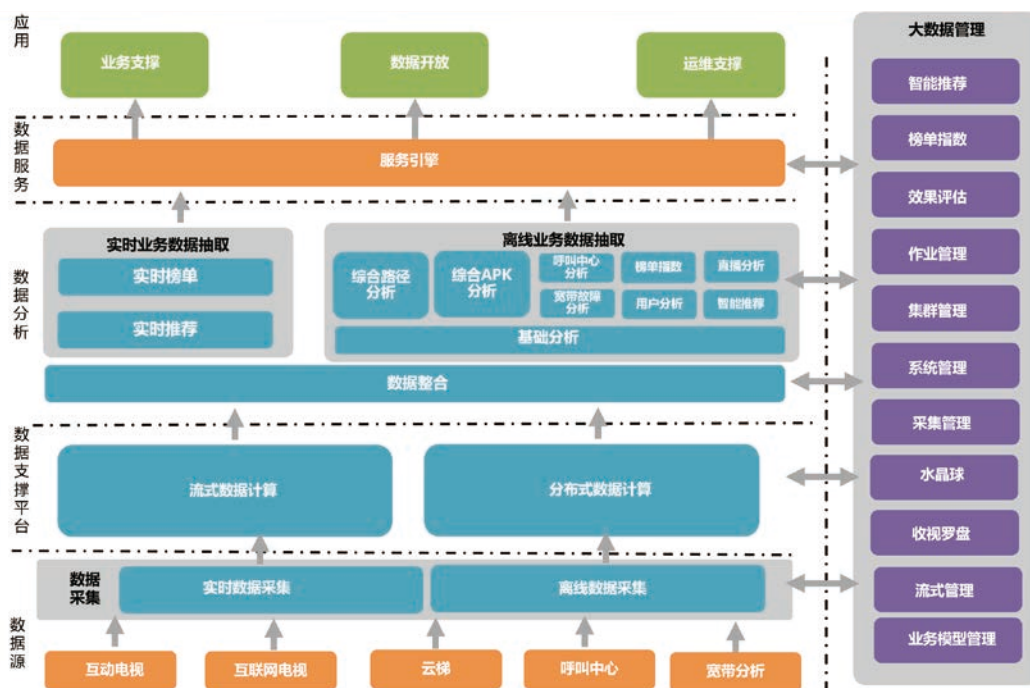 应用
业务支撑
数据开放
运维支撑
数据服务
服务引擎
数据分析
实时业务数据抽取
实时榜单
实时推荐
离线业务数据抽取
综合路径
分析
综合APK
分析
呼叫中心
分析
榜单指数
直播分析
宽带故障
分析
用户分析
智能推荐
基础分析
数据整合
数据支撑平台
流式数据计算
分布式数据计算
数据
采集
实时数据采集
离线数据采集
数据源
互动电视
互联网电视
云梯
呼叫中心
宽带分析
大数据管理
智能推荐
榜单指数
效果评估
作业管理
集群管理
系统管理
采集管理
水晶球
收视罗盘
流式管理
业务模型管理